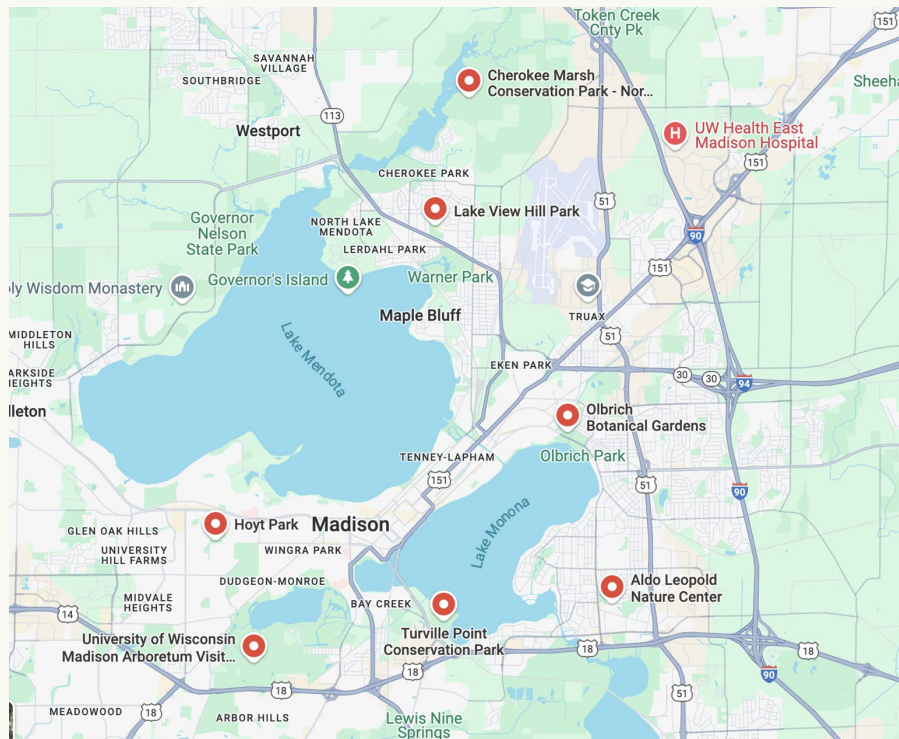 Token Creek
Cnty Pk
151
SAVANNAH
VILLAGE
SOUTHBRIDGE
Cherokee Marsh
Conservation Park - Nor...
Sheeha
113
Westport
H
UW Health East
Madison Hospital
151
CHEROKEE PARK
51
Lake View Hill Park
Governor
Nelson
State Park
NORTH LAKE
MENDOTA
90
LERDAHL PARK
151
Governor's Island
Warner Park
oly Wisdom Monastery
Maple Bluff
TRUAX
MIDDLETON
HILLS
51
Lake Mendota
EKEN PARK
ARKSIDE
HEIGHTS
30
30
94
dleton
Olbrich
Botanical Gardens
TENNEY-LAPHAM
Olbrich Park
151
51
90
Lake Monona
Hoyt Park
Madison
GLEN OAK HILLS
UNIVERSITY
HILL FARMS
WINGRA PARK
DUDGEON-MONROE
Aldo Leopold
Nature Center
MIDVALE
HEIGHTS
BAY CREEK
14
Turville Point
Conservation Park
University of Wisconsin
Madison Arboretum Visit...
18
18
18
90
18
51
MEADOWOOD
18
ARBOR HILLS
Lewis Nine
Springs